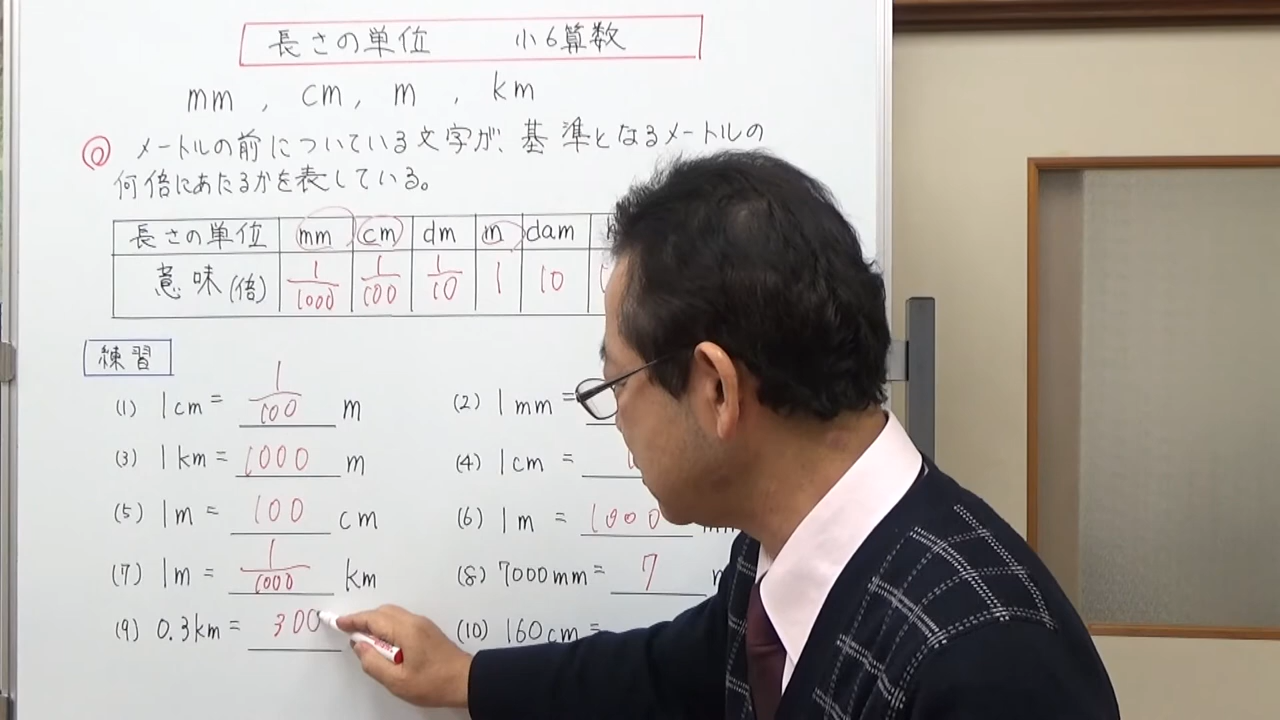 長さの単位 小6算数
mm , cm , m , km
◎ メートルの前についている文字が、基準となるメートルの
何倍にあたるかを表している。
長さの単位 mm cm dm m dam
意味(倍) 1/1000 1/100 1/10 1 10
練習
(1) 1cm = 1/100 m (2) 1mm =
(3) 1km = 1000 m (4) 1cm =
(5) 1m = 100 cm (6) 1m = 1000 mm
(7) 1m = 1/1000 km (8) 7000mm = 7
(9) 0.3km = 300 (10) 160cm =